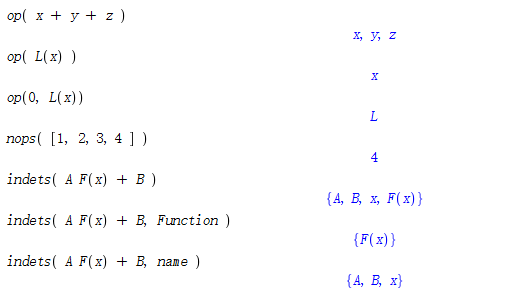 op( x + y + z )
x, y, z
op( L(x) )
x
op(0, L(x))
L
nops( [1, 2, 3, 4 ] )
4
indets( A F(x) + B )
{A, B, x, F(x)}
indets( A F(x) + B, Function )
{F(x)}
indets( A F(x) + B, name )
{A, B, x}